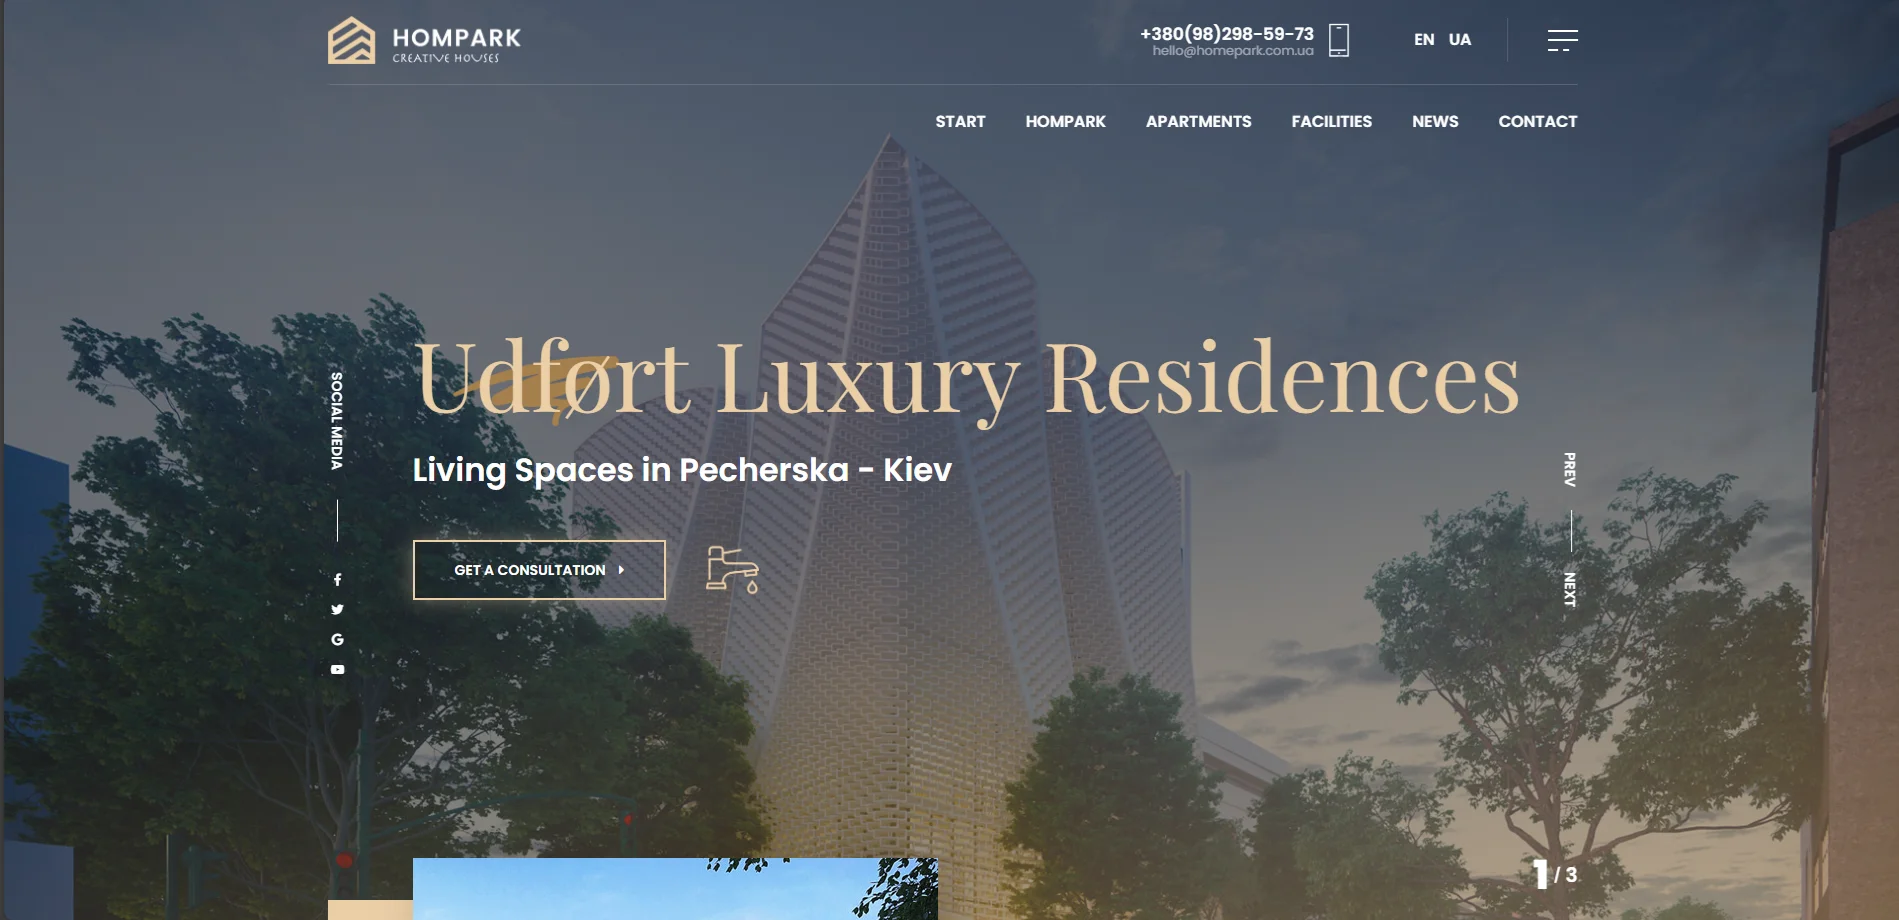 HOMPARK
CREATIVE HOUSES
+380(98)298-59-73
hello@homepark.com.ua
EN UA
START HOMPARK APARTMENTS FACILITIES NEWS CONTACT
Udført Luxury Residences
Living Spaces in Pecherska - Kiev
GET A CONSULTATION
SOCIAL MEDIA
PREV
NEXT
1 / 3